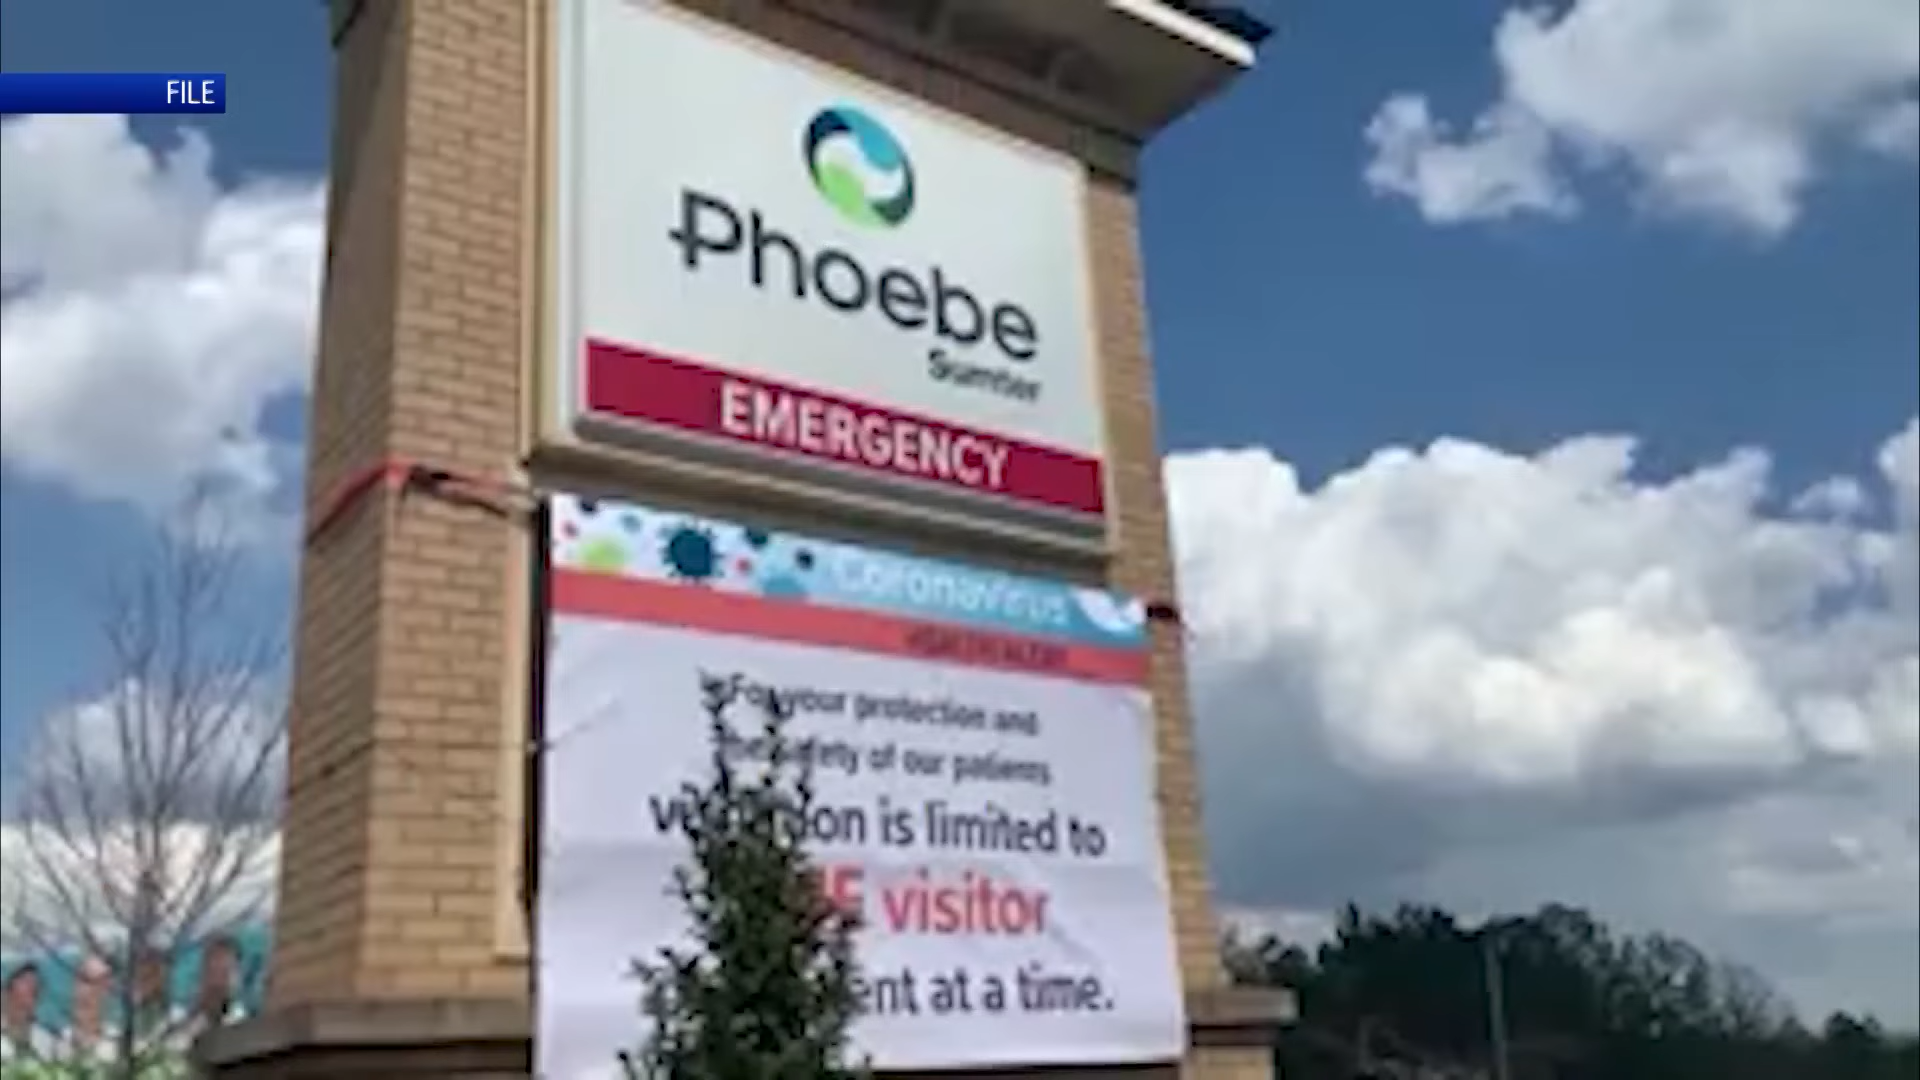 FILE
Phoebe
Sumter
EMERGENCY
Coronavirus
For your protection and
the safety of our patients
is limited to
visitor
at a time.